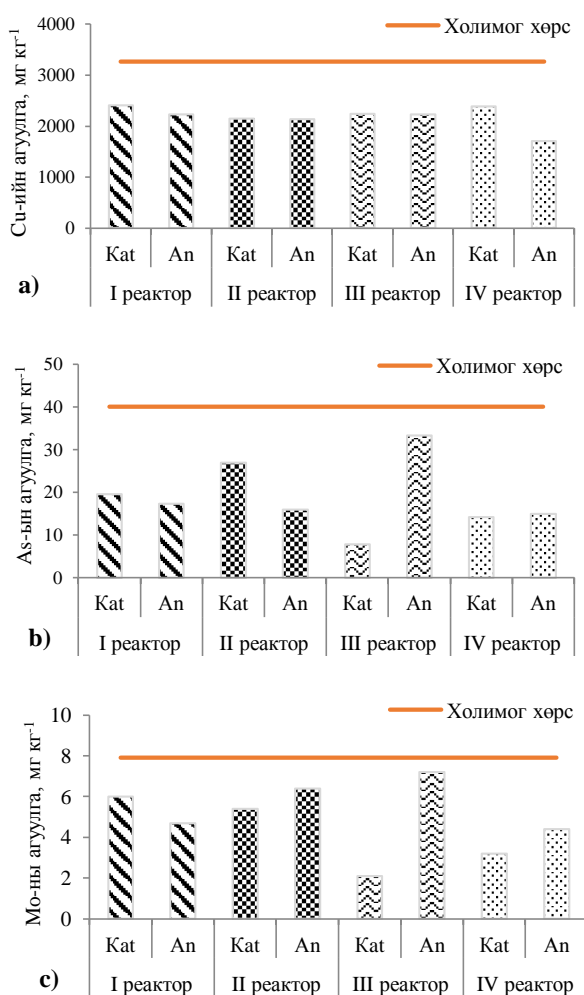 Холимог хөрс
Cu-ийн агуулга, мг кг⁻¹
4000
3000
2000
1000
0
Kat An Kat An Kat An Kat An
I реактор II реактор III реактор IV реактор
a)
Холимог хөрс
As-ын агуулга, мг кг⁻¹
50
40
30
20
10
0
Kat An Kat An Kat An Kat An
I реактор II реактор III реактор IV реактор
b)
Холимог хөрс
Mo-ны агуулга, мг кг⁻¹
10
8
6
4
2
0
Kat An Kat An Kat An Kat An
I реактор II реактор III реактор IV реактор
c)